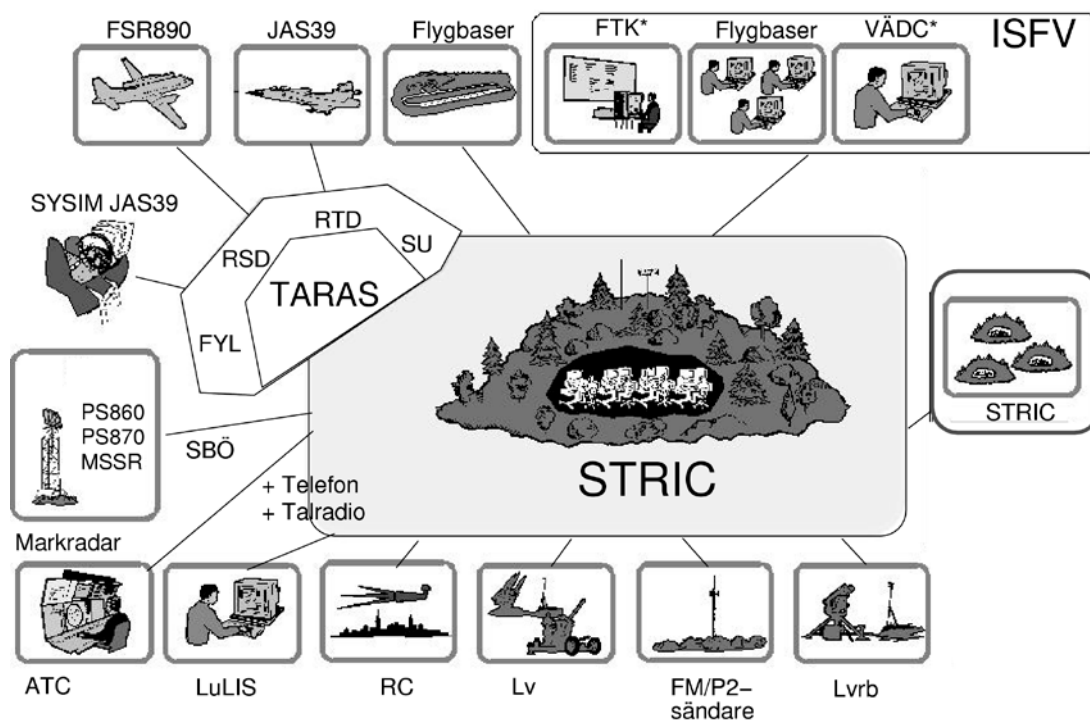 FSR890
JAS39
Flygbaser
FTK*
Flygbaser
VÄDC*
ISFV
SYSIM JAS39
RTD
SU
RSD
TARAS
FYL
PS860
PS870
MSSR
SBÖ
Markradar
STRIC
+ Telefon
+ Talradio
STRIC
ATC
LuLIS
RC
Lv
FM/P2–
sändare
Lvrb